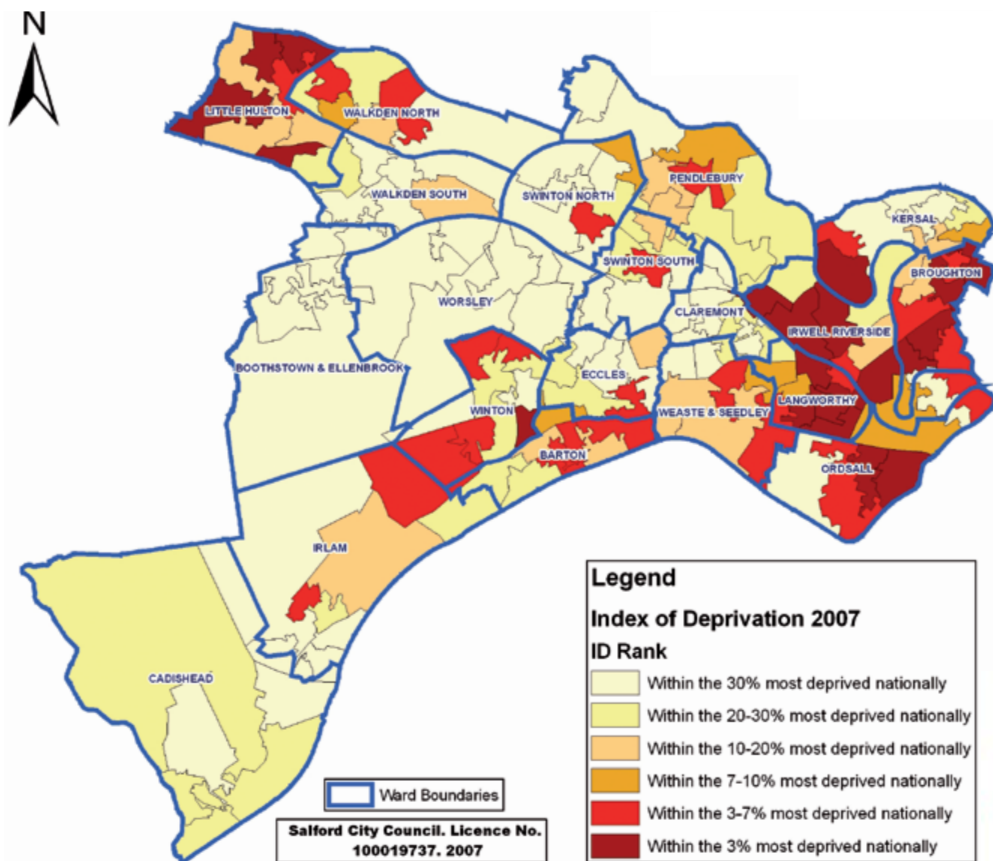 N
LITTLE HULTON
WALKDEN NORTH
WALKDEN SOUTH
SWINTON NORTH
PENDLEBURY
KERSAL
SWINTON SOUTH
BROUGHTON
WORSLEY
CLAREMONT
IRWELL RIVERSIDE
BOOTHSTOWN & ELLENBROOK
ECCLES
WINTON
WEASTE & SEEDLEY
LANGWORTHY
BARTON
ORDSALL
IRLAM
CADISHEAD
Legend
Index of Deprivation 2007
ID Rank
Within the 30% most deprived nationally
Within the 20-30% most deprived nationally
Within the 10-20% most deprived nationally
Within the 7-10% most deprived nationally
Within the 3-7% most deprived nationally
Within the 3% most deprived nationally
Ward Boundaries
Salford City Council. Licence No.
100019737. 2007